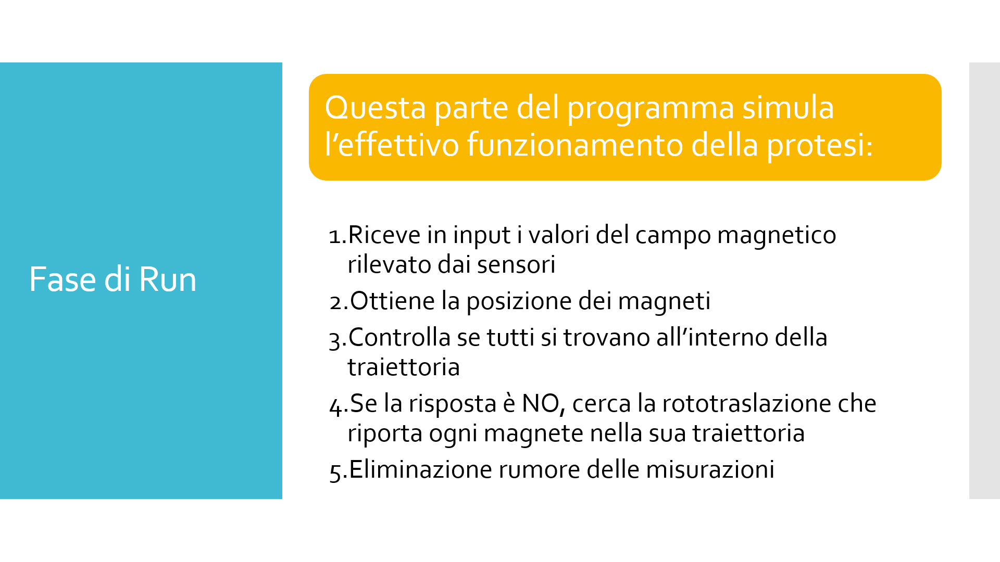 Fase di Run
Questa parte del programma simula
l’effettivo funzionamento della protesi:
1.Riceve in input i valori del campo magnetico
rilevato dai sensori
2.Ottiene la posizione dei magneti
3.Controlla se tutti si trovano all’interno della
traiettoria
4.Se la risposta è NO, cerca la rototraslazione che
riporta ogni magnete nella sua traiettoria
5.Eliminazione rumore delle misurazioni